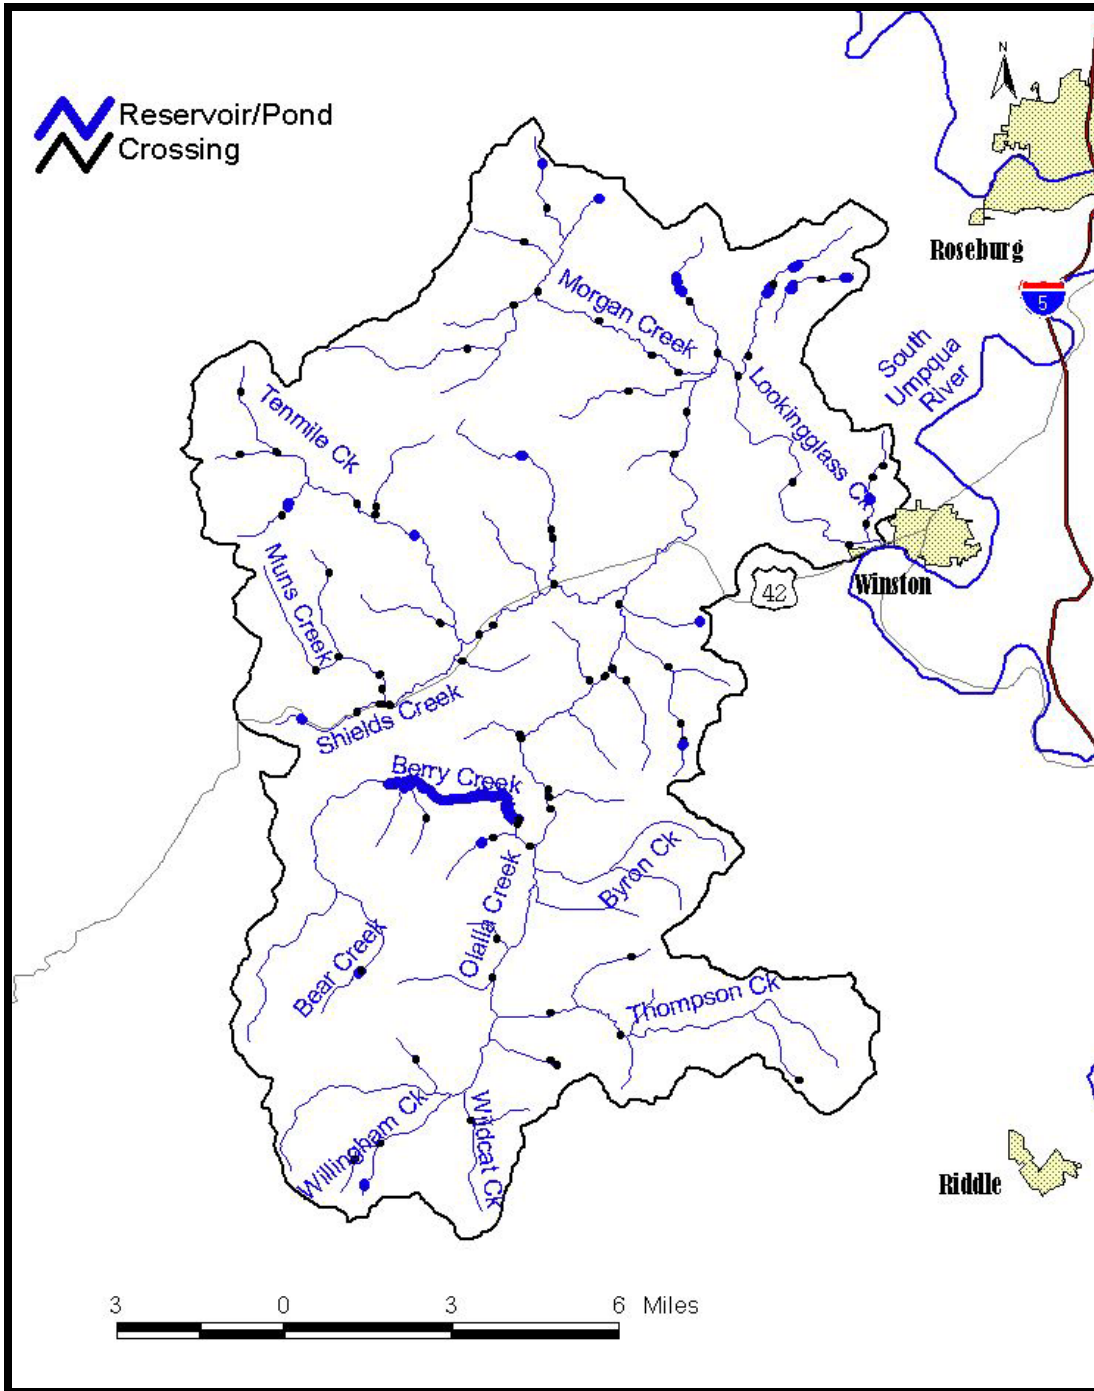 N
Reservoir/Pond
Crossing
Roseburg
5
Morgan Creek
South
Umpqua
River
Lookingglass Ck
Tenmile Ck
Muns Creek
42
Winston
Shields Creek
Berry Creek
Byron Ck
Olalla Creek
Bear Creek
Thompson Ck
Willingham Ck
Wildcat Ck
Riddle
3 0 3 6 Miles